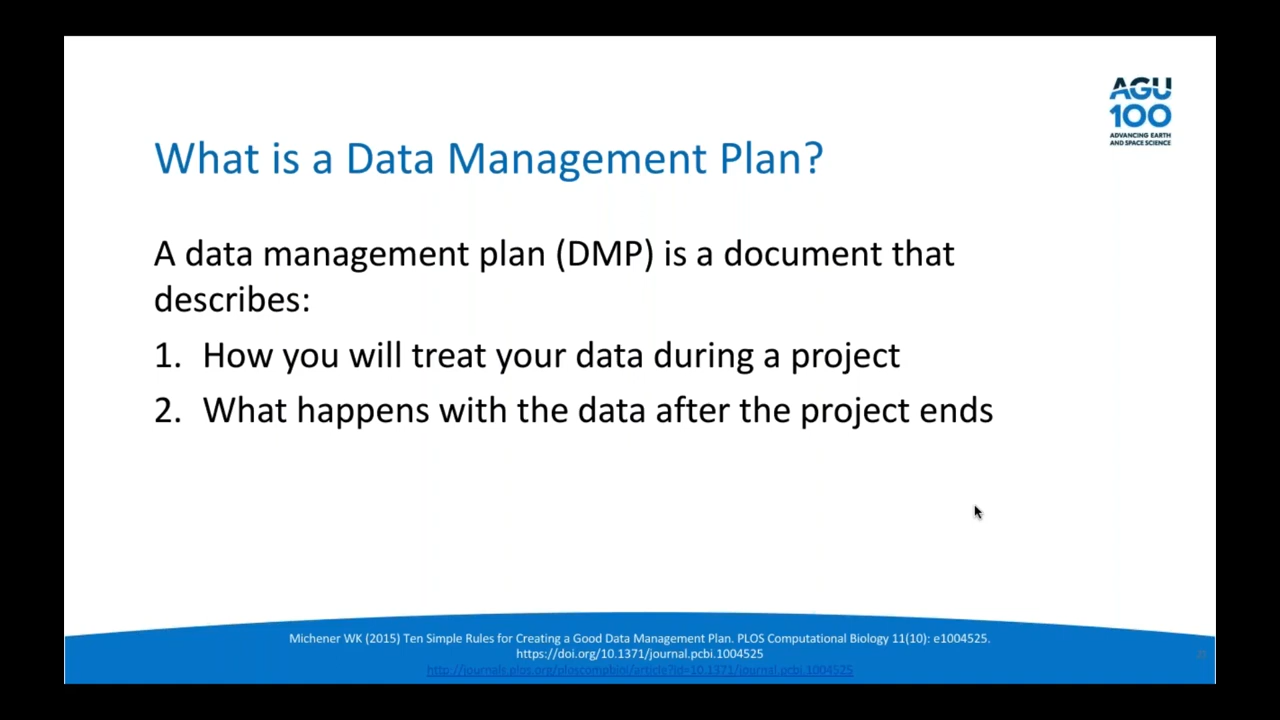 AGU
100
ADVANCING EARTH
AND SPACE SCIENCE
What is a Data Management Plan?
A data management plan (DMP) is a document that
describes:
1. How you will treat your data during a project
2. What happens with the data after the project ends
Michener WK (2015) Ten Simple Rules for Creating a Good Data Management Plan. PLOS Computational Biology 11(10): e1004525.
https://doi.org/10.1371/journal.pcbi.1004525
http://journals.plos.org/ploscompbiol/article?id=10.1371/journal.pcbi.1004525